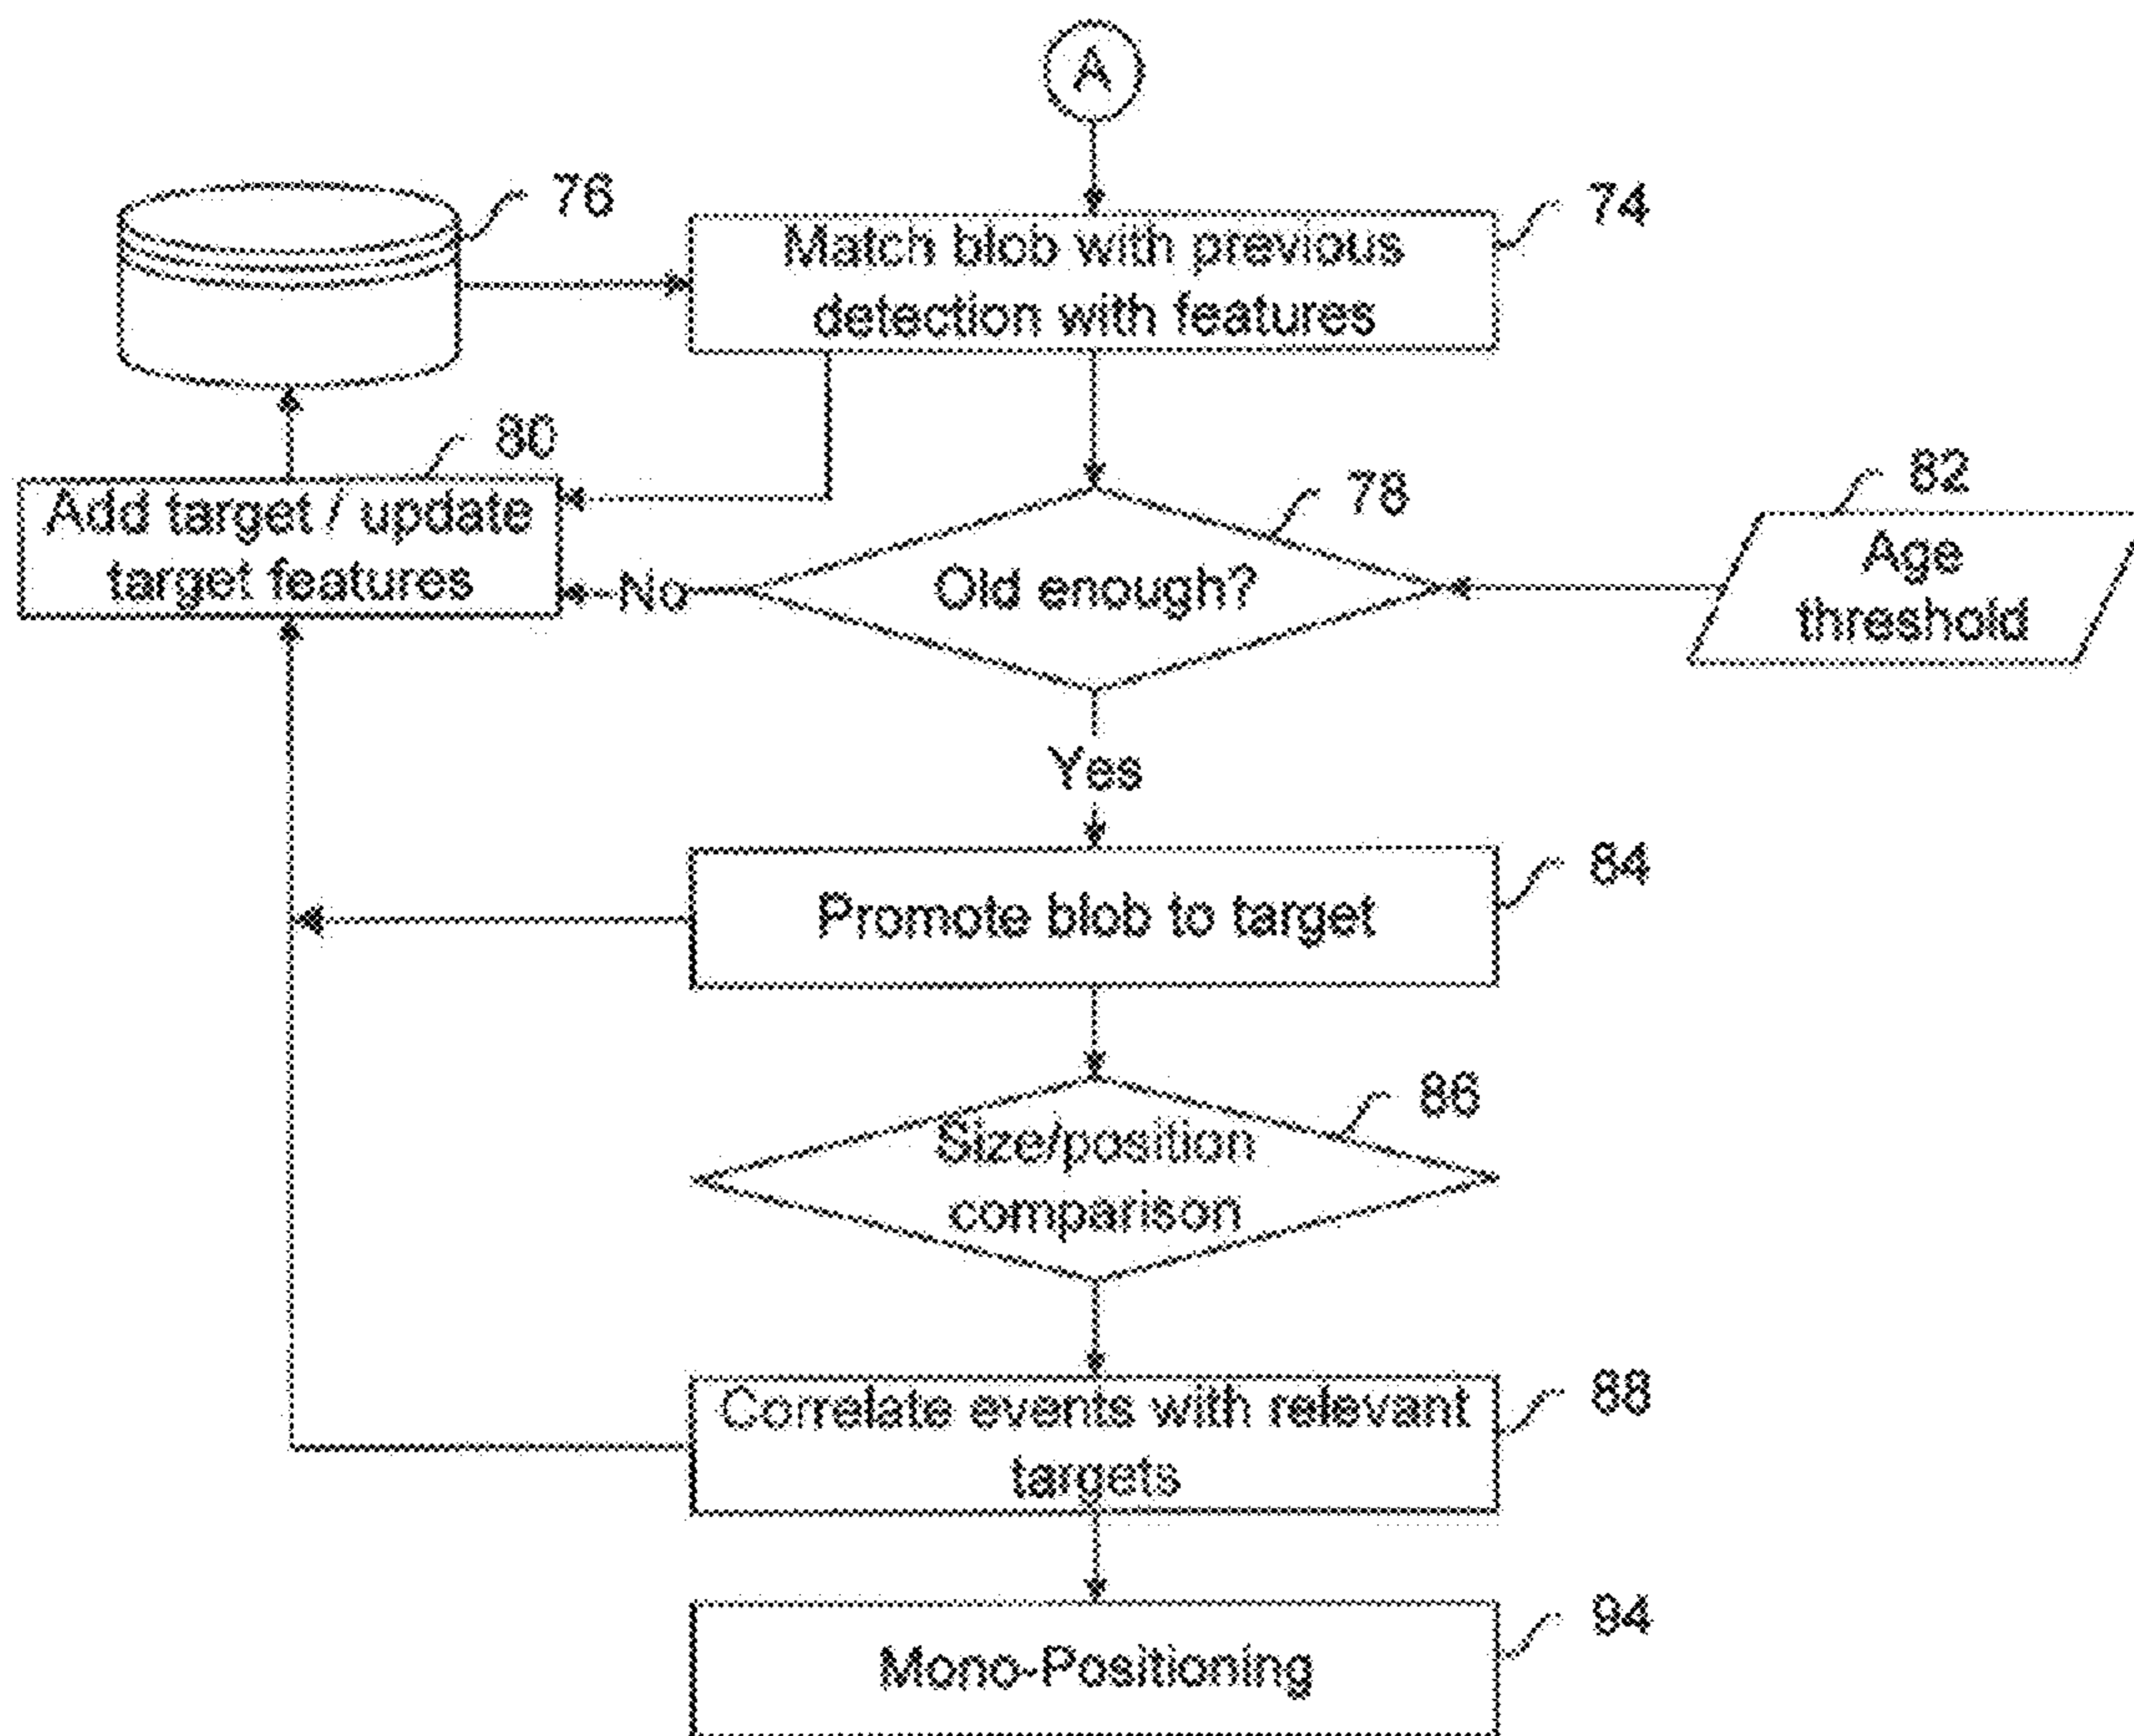 A
76
74
Match blob with previous
detection with features
80
Add target / update
target features
78
82
Old enough?
Age
threshold
No
Yes
84
Promote blob to target
86
Size/position
comparison
88
Correlate events with relevant
targets
94
Mono-Positioning